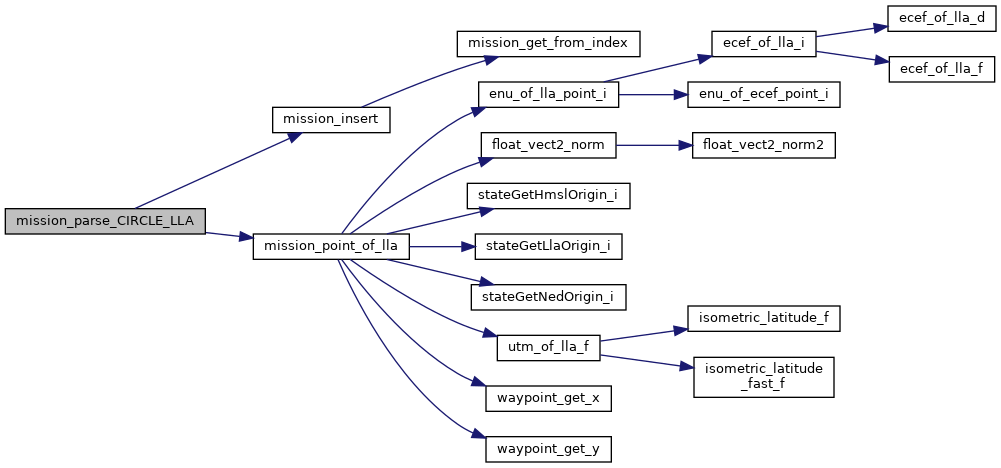 mission_parse_CIRCLE_LLA
mission_insert
mission_get_from_index
mission_point_of_lla
enu_of_lla_point_i
ecef_of_lla_i
ecef_of_lla_d
ecef_of_lla_f
enu_of_ecef_point_i
float_vect2_norm
float_vect2_norm2
stateGetHmslOrigin_i
stateGetLlaOrigin_i
stateGetNedOrigin_i
utm_of_lla_f
isometric_latitude_f
isometric_latitude
_fast_f
waypoint_get_x
waypoint_get_y